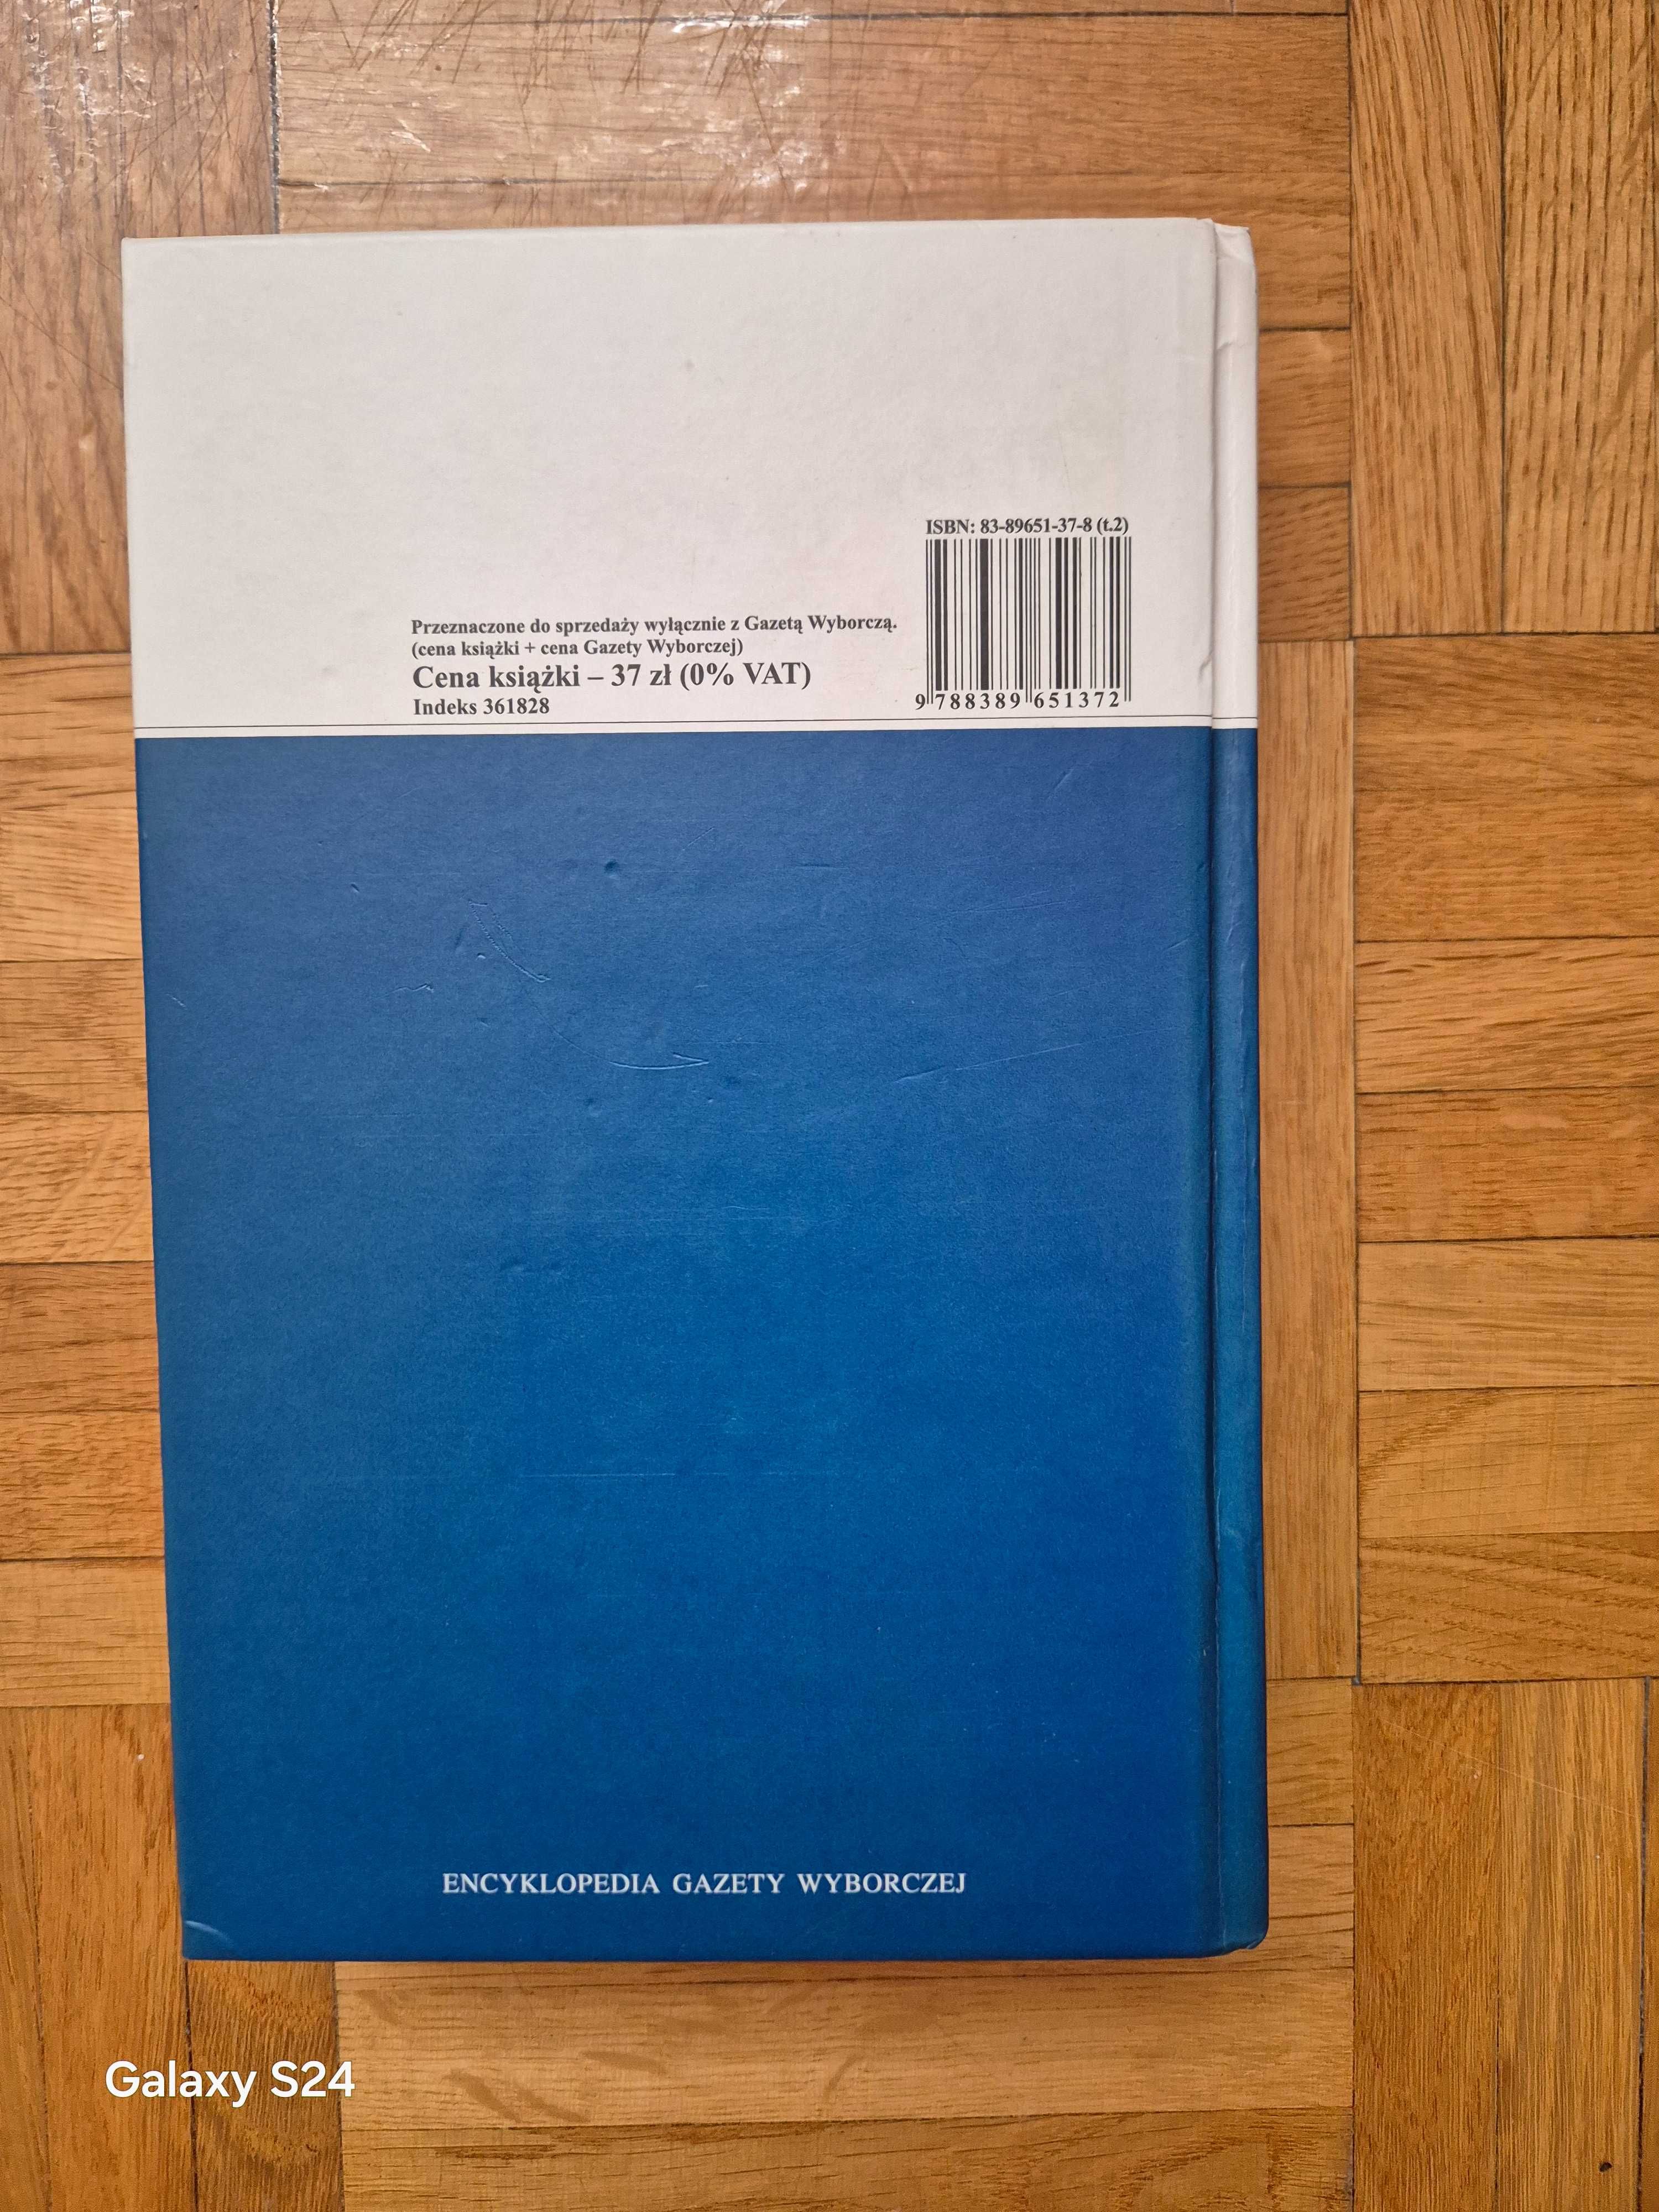 ISBN: 83-89651-37-8 (t.2)
Przeznaczone do sprzedaży wyłącznie z Gazetą Wyborczą.
(cena książki + cena Gazety Wyborczej)
Cena książki – 37 zł (0% VAT)
Indeks 361828
9 788389 651372
ENCYKLOPEDIA GAZETY WYBORCZEJ
Galaxy S24